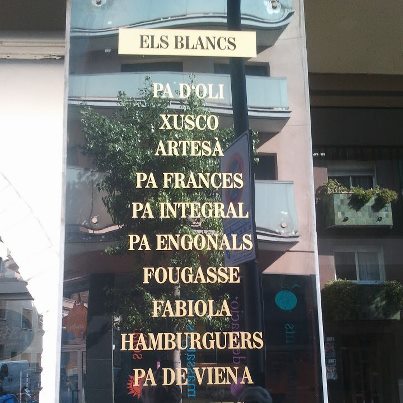 ELS BLANCS
PA D'OLI
XUSCO
ARTESÀ
PA FRANCES
PA INTEGRAL
PA ENGONALS
FOUGASSE
FABIOLA
HAMBURGUERS
PA DE VIENA